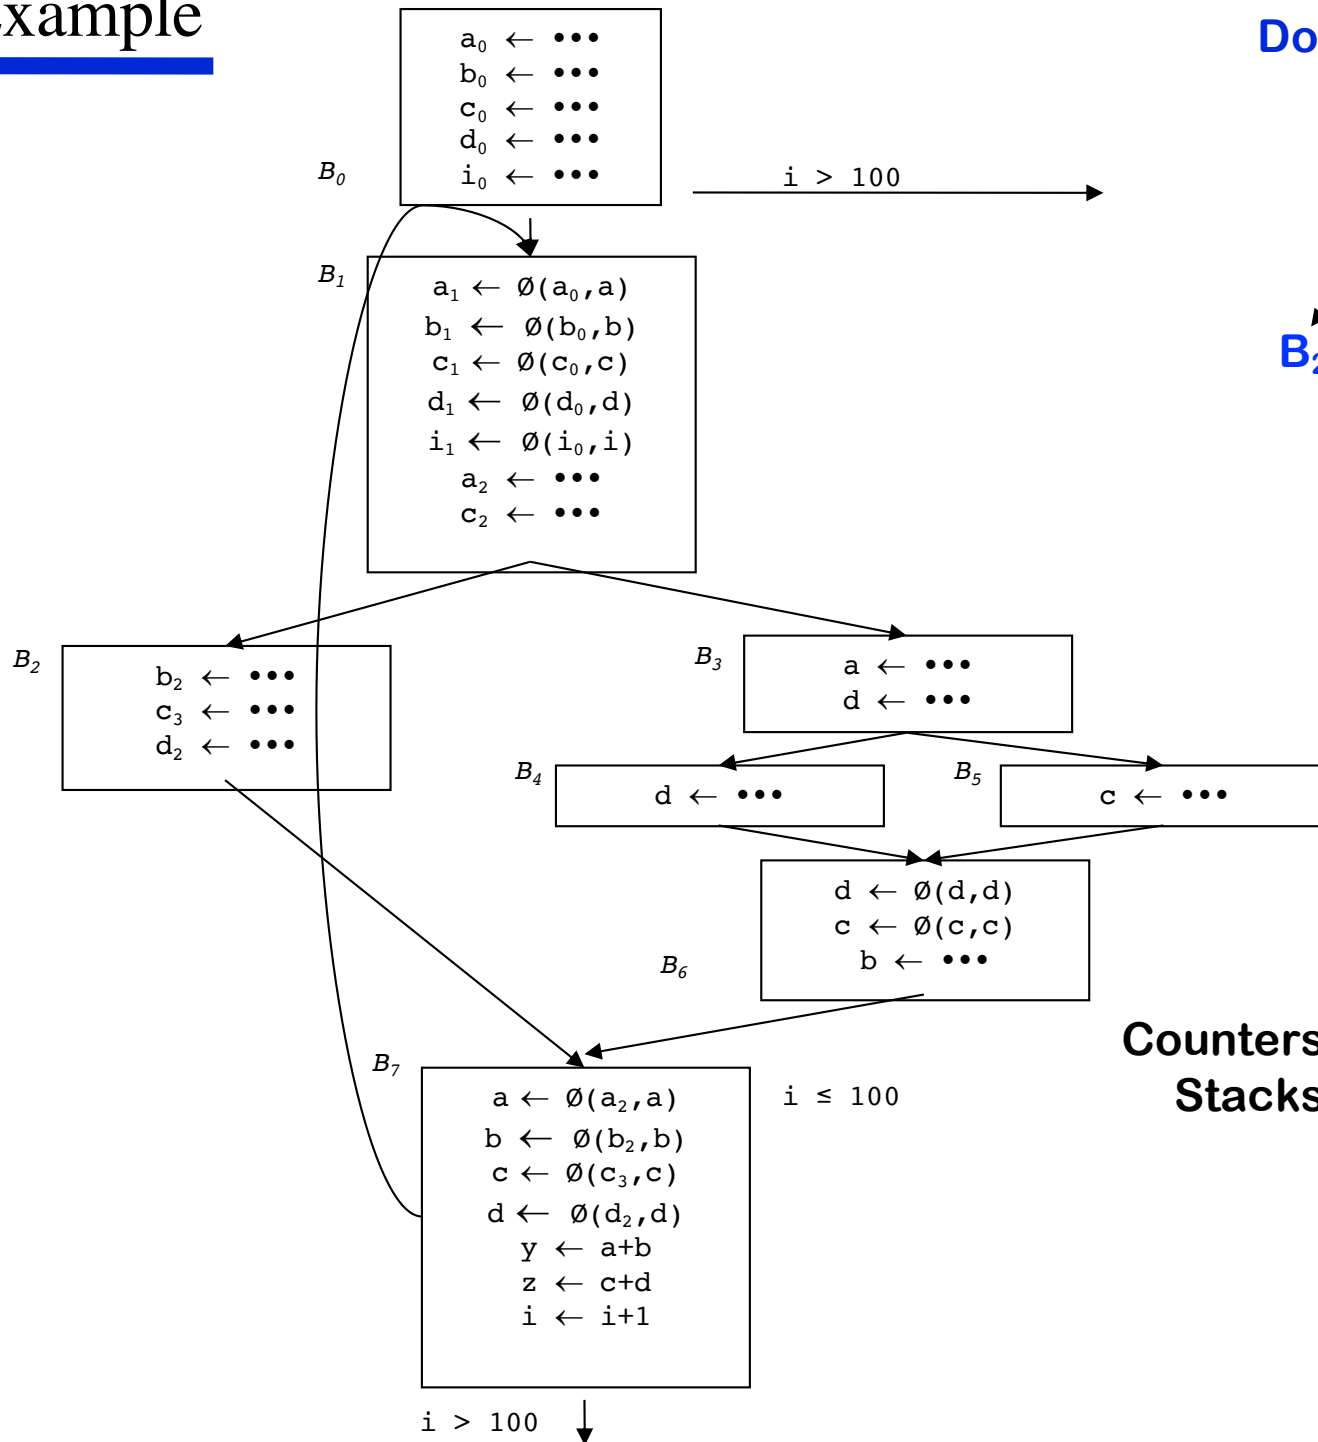 xample
Do
a₀ ← •••
b₀ ← •••
c₀ ← •••
d₀ ← •••
i₀ ← •••
B₀
i > 100
B₁
a₁ ← Ø(a₀,a)
b₁ ← Ø(b₀,b)
c₁ ← Ø(c₀,c)
d₁ ← Ø(d₀,d)
i₁ ← Ø(i₀,i)
a₂ ← •••
c₂ ← •••
B₂
B₂
b₂ ← •••
c₃ ← •••
d₂ ← •••
B₃
a ← •••
d ← •••
B₄
d ← •••
B₅
c ← •••
d ← Ø(d,d)
c ← Ø(c,c)
b ← •••
B₆
Counters
Stacks
B₇
a ← Ø(a₂,a)
b ← Ø(b₂,b)
c ← Ø(c₃,c)
d ← Ø(d₂,d)
y ← a+b
z ← c+d
i ← i+1
i ≤ 100
i > 100